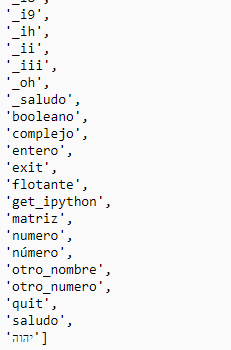 '_i8',
'_i9',
'_ih',
'_ii',
'_iii',
'_oh',
'_saludo',
'booleano',
'complejo',
'entero',
'exit',
'flotante',
'get_ipython',
'matriz',
'numero',
'número',
'otro_nombre',
'otro_numero',
'quit',
'saludo',
'יהוה']